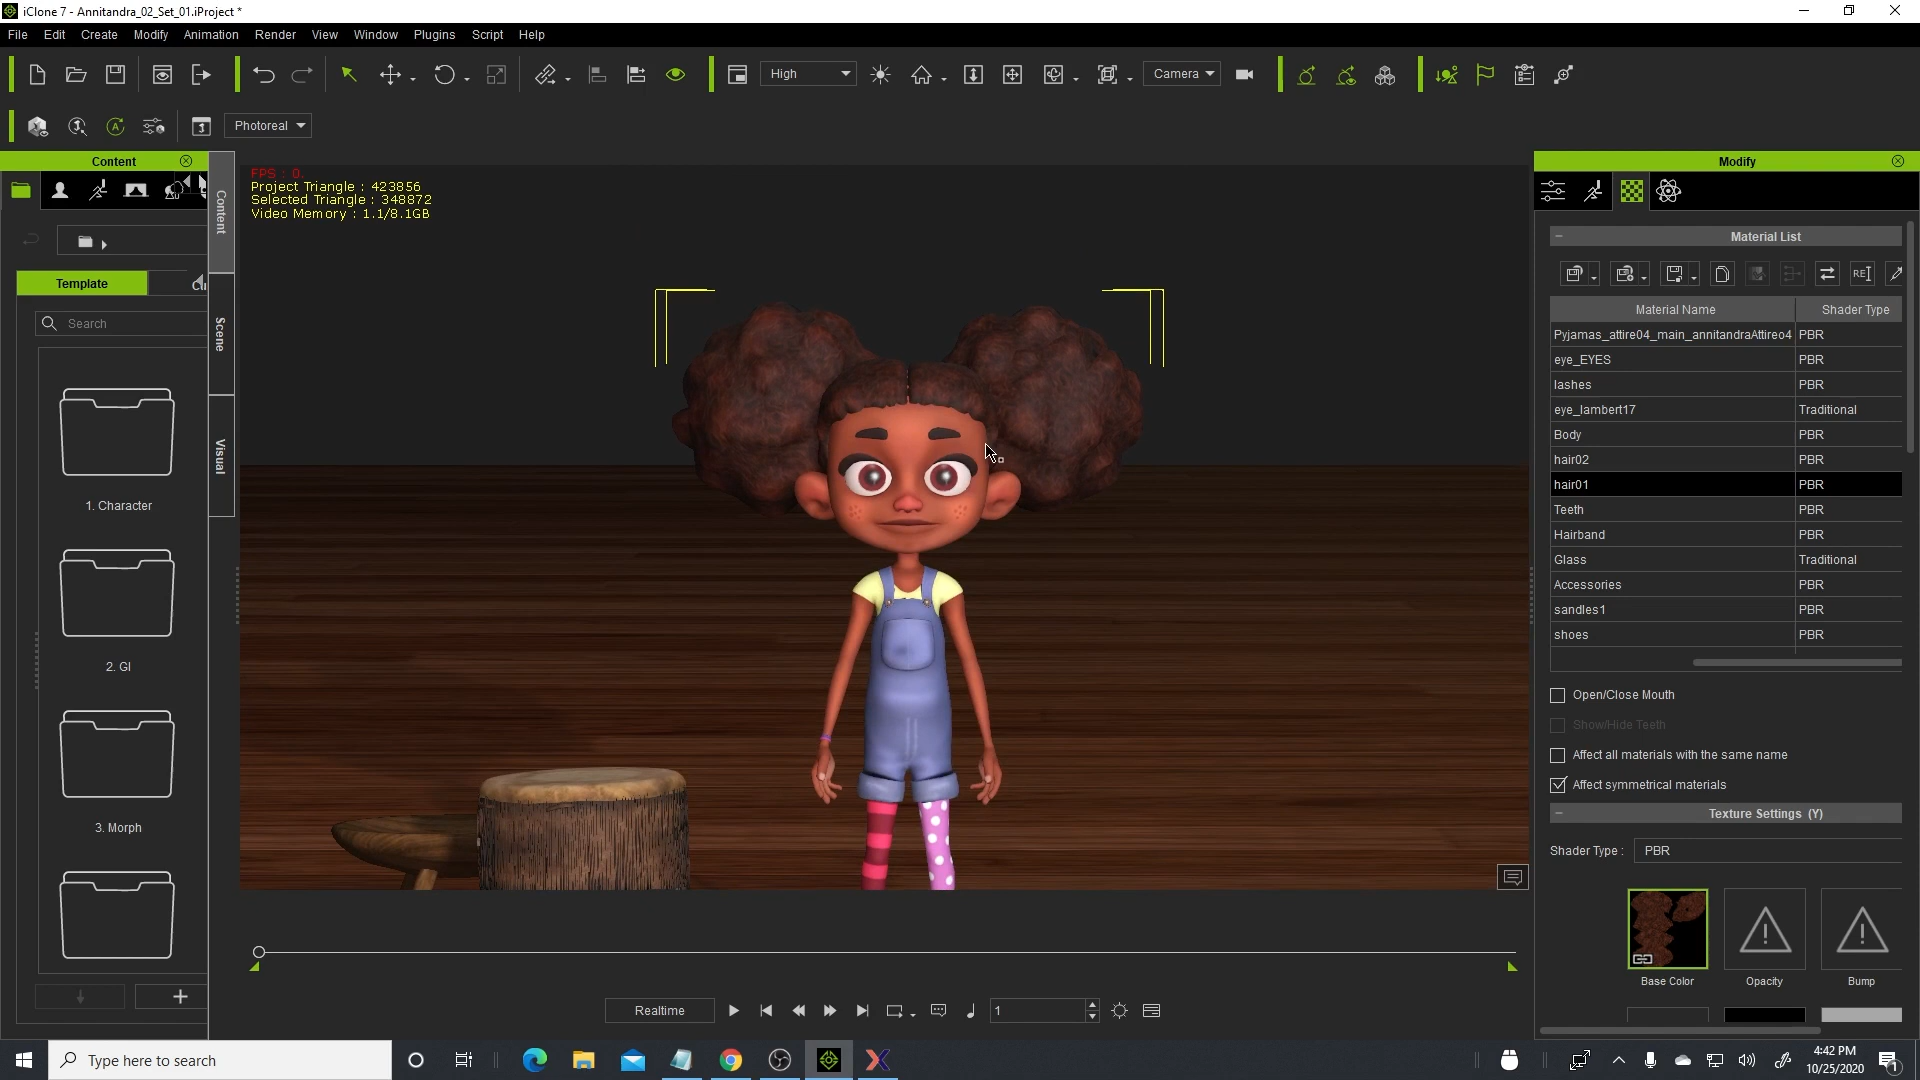 iClone 7 - Annitandra_02_Set_01.iProject *
File Edit Create Modify Animation Render View Window Plugins Script Help
High
Camera
Photoreal
Content
Modify
FPS : 0.
Project Triangle : 423856
Selected Triangle : 348872
Video Memory : 1.1/8.1GB
Content
Scene
Visual
Template
Search
1. Character
2. GI
3. Morph
Material List
RE
Material Name Shader Type
Pyjamas_attire04_main_annitandraAttireo4 PBR
eye_EYES PBR
lashes PBR
eye_lambert17 Traditional
Body PBR
hair02 PBR
hair01 PBR
Teeth PBR
Hairband PBR
Glass Traditional
Accessories PBR
sandles1 PBR
shoes PBR
Open/Close Mouth
Show/Hide Teeth
Affect all materials with the same name
Affect symmetrical materials
Texture Settings (Y)
Shader Type : PBR
Base Color Opacity Bump
Realtime
1
Type here to search
4:42 PM
10/25/2020
1